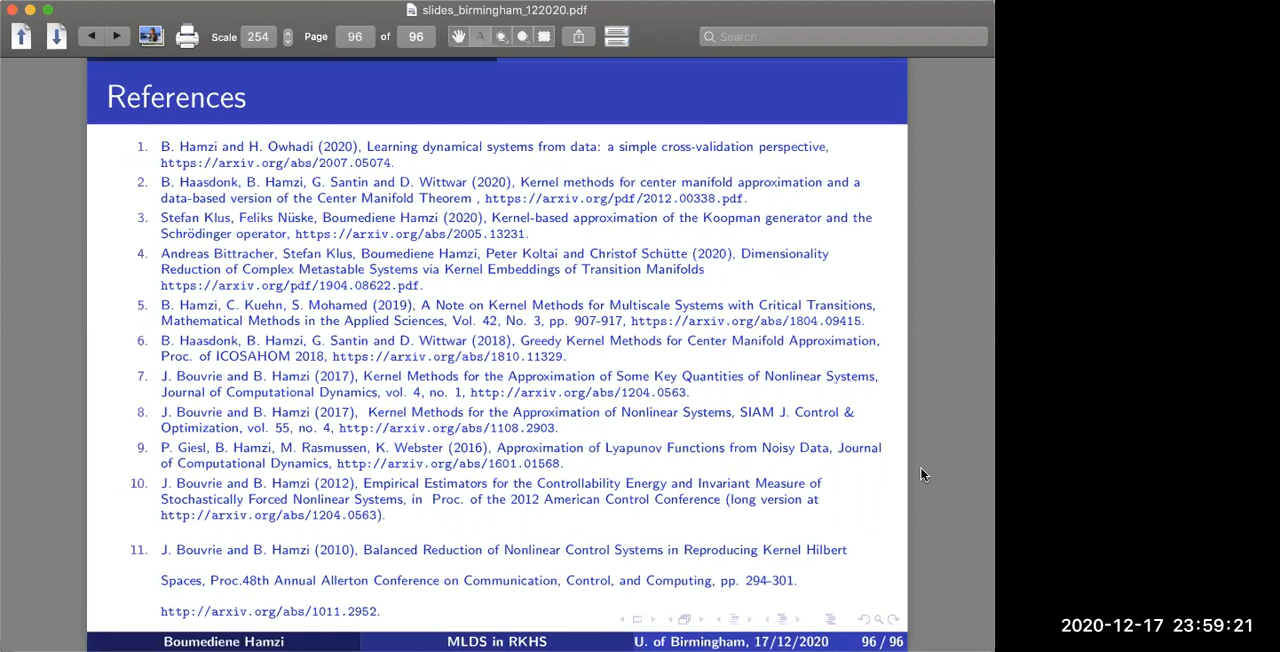 slides_birmingham_122020.pdf
Scale 254 Page 96 of 96 A Search
References
1. B. Hamzi and H. Owhadi (2020), Learning dynamical systems from data: a simple cross-validation perspective,
https://arxiv.org/abs/2007.05074.
2. B. Haasdonk, B. Hamzi, G. Santin and D. Wittwar (2020), Kernel methods for center manifold approximation and a
data-based version of the Center Manifold Theorem , https://arxiv.org/pdf/2012.00338.pdf.
3. Stefan Klus, Feliks Nüske, Boumediene Hamzi (2020), Kernel-based approximation of the Koopman generator and the
Schrödinger operator, https://arxiv.org/abs/2005.13231.
4. Andreas Bittracher, Stefan Klus, Boumediene Hamzi, Peter Koltai and Christof Schütte (2020), Dimensionality
Reduction of Complex Metastable Systems via Kernel Embeddings of Transition Manifolds
https://arxiv.org/pdf/1904.08622.pdf.
5. B. Hamzi, C. Kuehn, S. Mohamed (2019), A Note on Kernel Methods for Multiscale Systems with Critical Transitions,
Mathematical Methods in the Applied Sciences, Vol. 42, No. 3, pp. 907-917, https://arxiv.org/abs/1804.09415.
6. B. Haasdonk, B. Hamzi, G. Santin and D. Wittwar (2018), Greedy Kernel Methods for Center Manifold Approximation,
Proc. of ICOSAHOM 2018, https://arxiv.org/abs/1810.11329.
7. J. Bouvrie and B. Hamzi (2017), Kernel Methods for the Approximation of Some Key Quantities of Nonlinear Systems,
Journal of Computational Dynamics, vol. 4, no. 1, http://arxiv.org/abs/1204.0563.
8. J. Bouvrie and B. Hamzi (2017), Kernel Methods for the Approximation of Nonlinear Systems, SIAM J. Control &
Optimization, vol. 55, no. 4, http://arxiv.org/abs/1108.2903.
9. P. Giesl, B. Hamzi, M. Rasmussen, K. Webster (2016), Approximation of Lyapunov Functions from Noisy Data, Journal
of Computational Dynamics, http://arxiv.org/abs/1601.01568.
10. J. Bouvrie and B. Hamzi (2012), Empirical Estimators for the Controllability Energy and Invariant Measure of
Stochastically Forced Nonlinear Systems, in Proc. of the 2012 American Control Conference (long version at
http://arxiv.org/abs/1204.0563).
11. J. Bouvrie and B. Hamzi (2010), Balanced Reduction of Nonlinear Control Systems in Reproducing Kernel Hilbert
Spaces, Proc.48th Annual Allerton Conference on Communication, Control, and Computing, pp. 294-301.
http://arxiv.org/abs/1011.2952.
Boumediene Hamzi MLDS in RKHS U. of Birmingham, 17/12/2020 96 / 96
2020-12-17 23:59:21